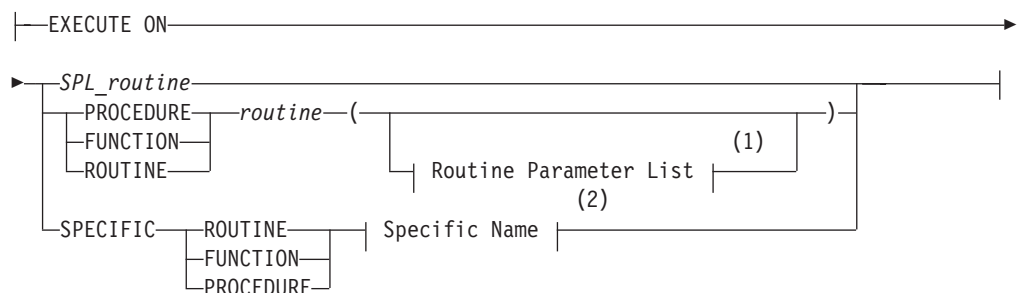 EXECUTE ON
SPL_routine
PROCEDURE routine ( )
FUNCTION (1)
ROUTINE Routine Parameter List
(2)
SPECIFIC ROUTINE Specific Name
FUNCTION
PROCEDURE